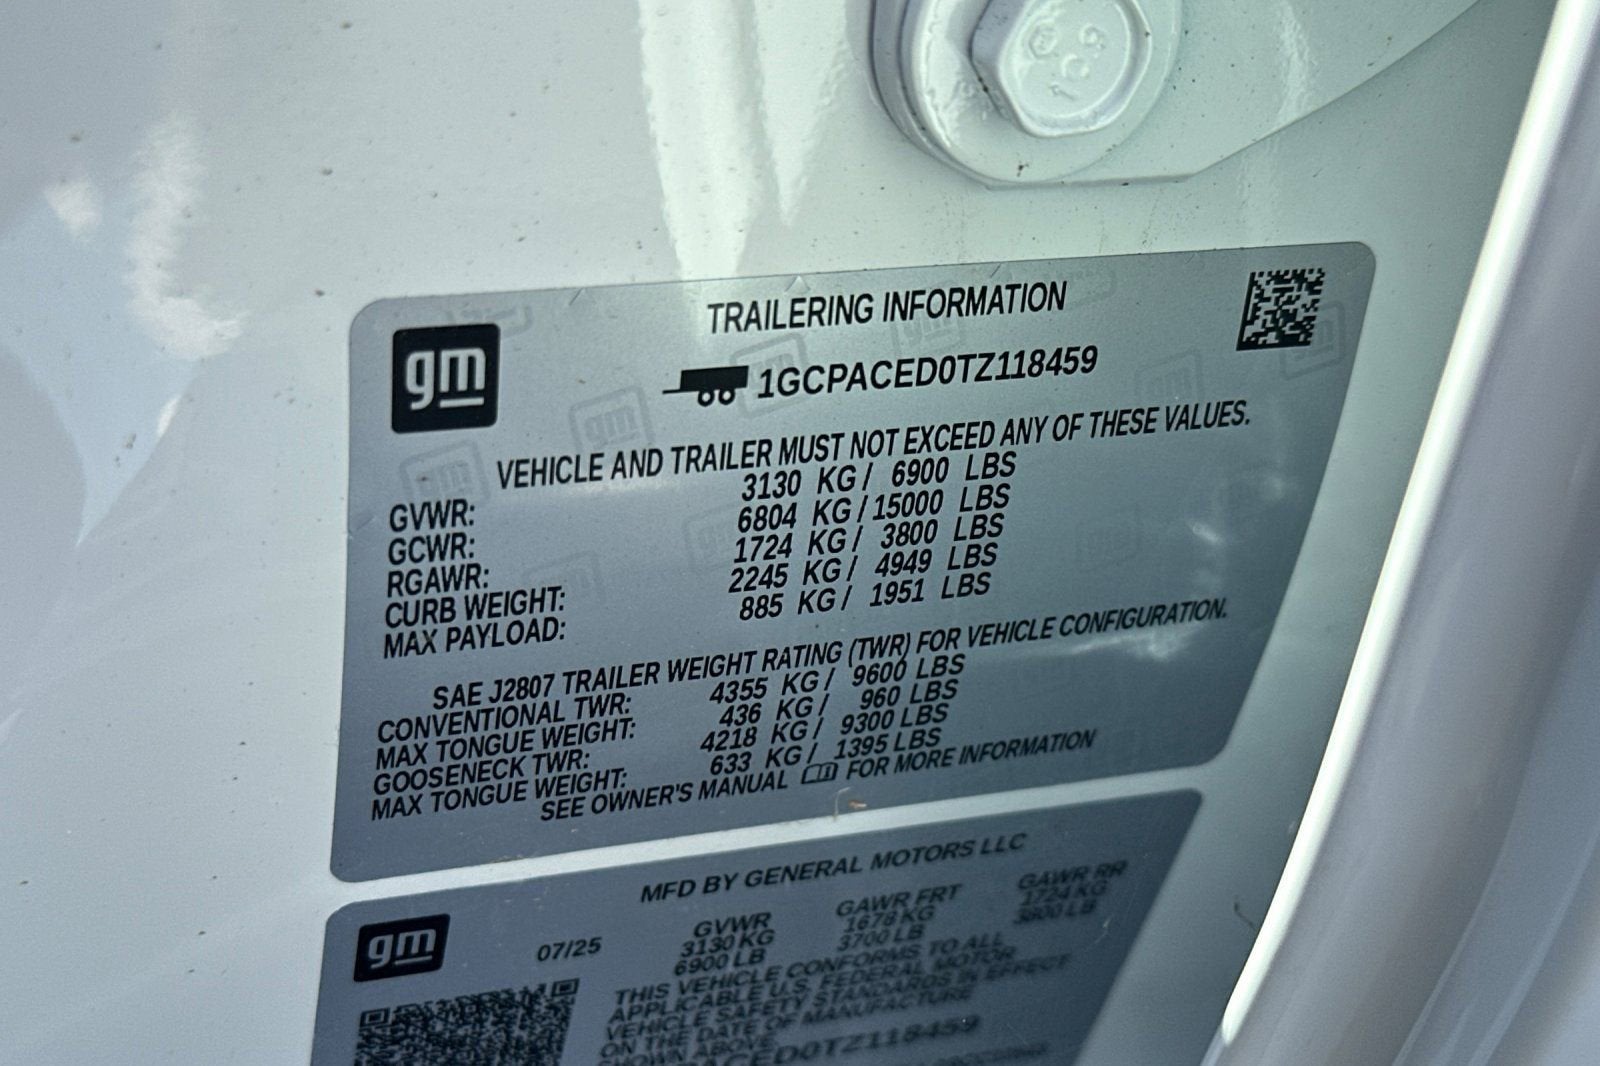 TRAILERING INFORMATION
gm
1GCPACED0TZ118459
VEHICLE AND TRAILER MUST NOT EXCEED ANY OF THESE VALUES.
GVWR: 3130 KG / 6900 LBS
GCWR: 6804 KG / 15000 LBS
RGAWR: 1724 KG / 3800 LBS
CURB WEIGHT: 2245 KG / 4949 LBS
MAX PAYLOAD: 885 KG / 1951 LBS
SAE J2807 TRAILER WEIGHT RATING (TWR) FOR VEHICLE CONFIGURATION.
CONVENTIONAL TWR: 4355 KG / 9600 LBS
MAX TONGUE WEIGHT: 436 KG / 960 LBS
GOOSENECK TWR: 4218 KG / 9300 LBS
MAX TONGUE WEIGHT: 633 KG / 1395 LBS
SEE OWNER'S MANUAL FOR MORE INFORMATION
MFD BY GENERAL MOTORS LLC
gm
07/25
GVWR GAWR FRT GAWR RR
3130 KG 1678 KG 1724 KG
6900 LB 3700 LB 3800 LB
THIS VEHICLE CONFORMS TO ALL
APPLICABLE U.S. FEDERAL MOTOR
VEHICLE SAFETY STANDARDS IN EFFECT
ON THE DATE OF MANUFACTURE
SHOWN ABOVE.
PACED0TZ118459